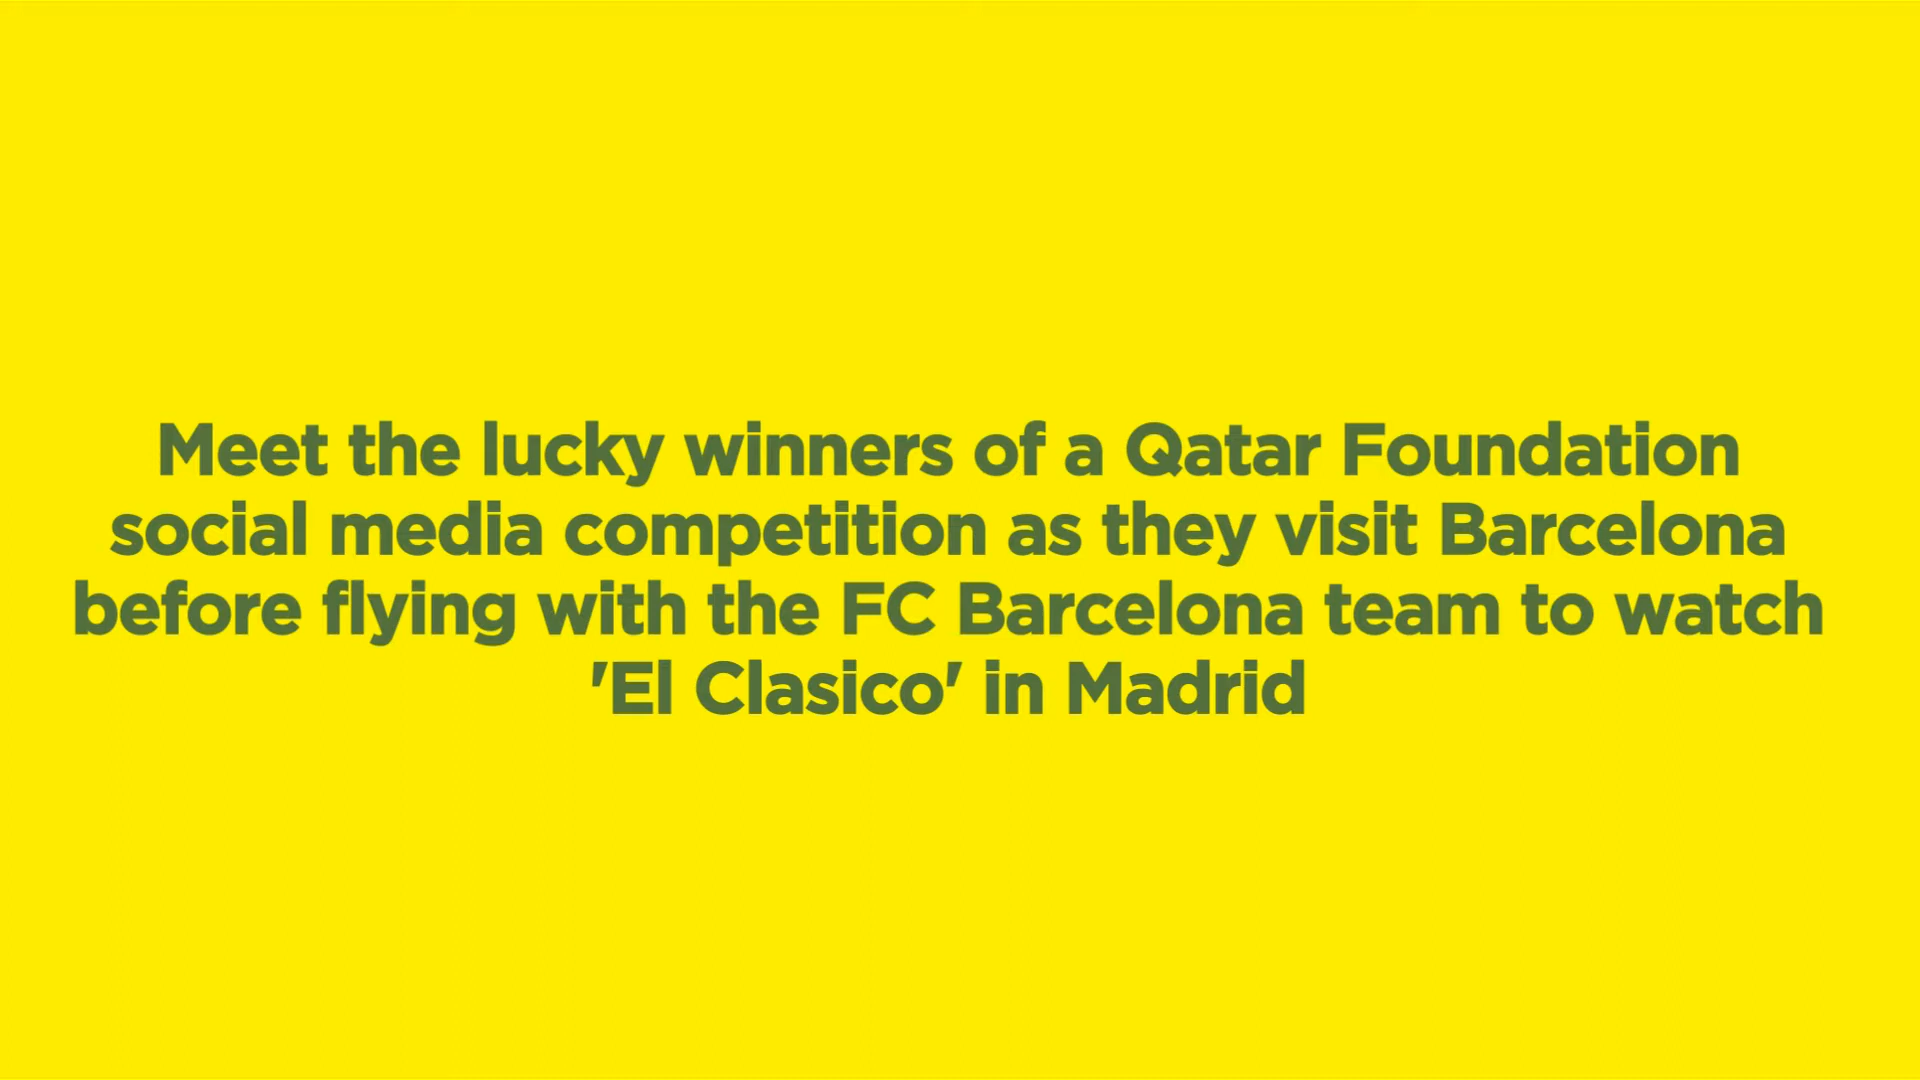 Meet the lucky winners of a Qatar Foundation
social media competition as they visit Barcelona
before flying with the FC Barcelona team to watch
'El Clasico' in Madrid